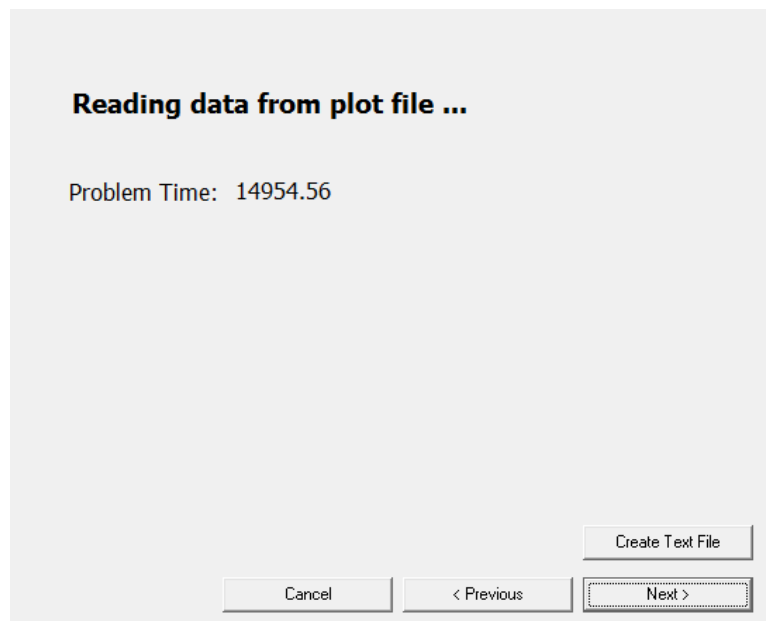 Reading data from plot file ...
Problem Time: 14954.56
Create Text File
Cancel
< Previous
Next >